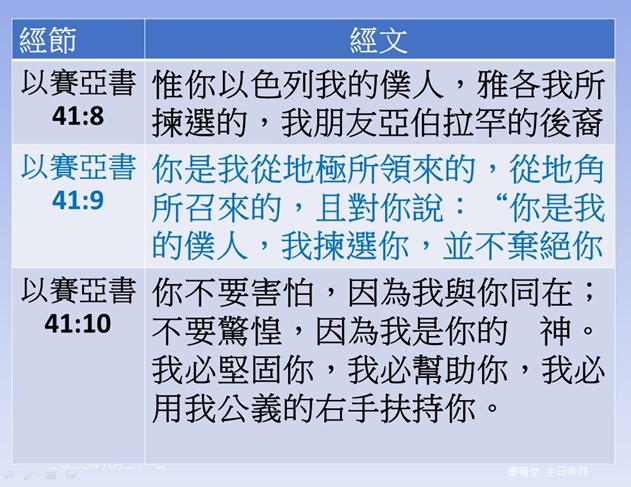 經節 經文
以賽亞書 惟你以色列我的僕人，雅各我所
41:8 揀選的，我朋友亞伯拉罕的後裔
以賽亞書 你是我從地極所領來的，從地角
41:9 所召來的，且對你說：“你是我
的僕人，我揀選你，並不棄絕你
以賽亞書 你不要害怕，因為我與你同在；
41:10 不要驚惶，因為我是你的　神。
我必堅固你，我必幫助你，我必
用我公義的右手扶持你。
主日崇拜